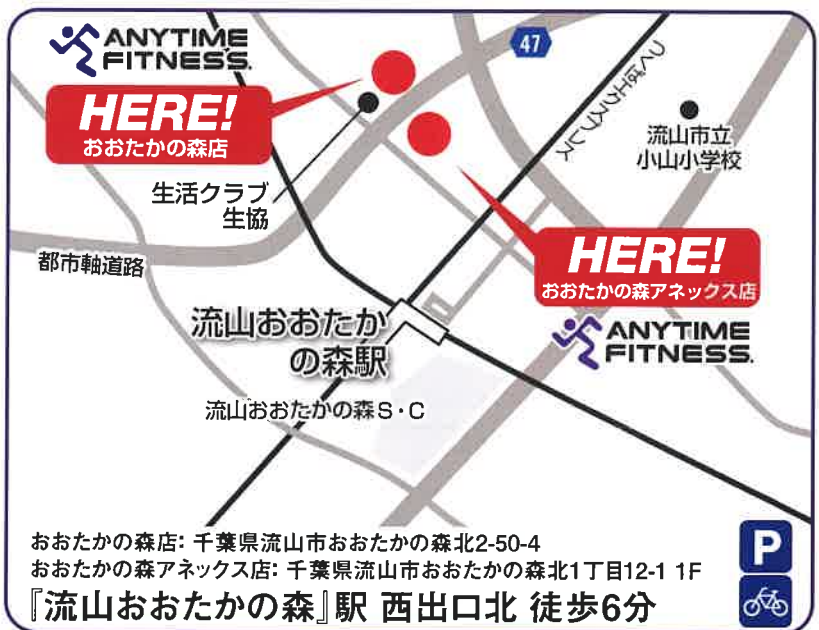 ANYTIME
FITNESS.
47
つくばエクスプレス
HERE!
おおたかの森店
流山市立
小山小学校
生活クラブ
生協
都市軸道路
HERE!
おおたかの森アネックス店
流山おおたか
の森駅
ANYTIME
FITNESS.
流山おおたかの森S・C
おおたかの森店: 千葉県流山市おおたかの森北2-50-4
おおたかの森アネックス店: 千葉県流山市おおたかの森北1丁目12-1 1F
『流山おおたかの森』駅 西出口北 徒歩6分
P